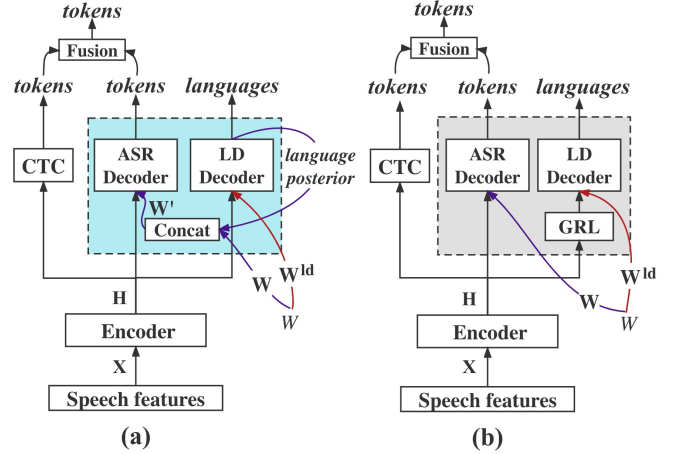 tokens
Fusion
tokens tokens languages
CTC
ASR
Decoder
LD
Decoder
language
posterior
W'
Concat
W W^ld
H
W
Encoder
X
Speech features
(a)
tokens
Fusion
tokens tokens languages
CTC
ASR
Decoder
LD
Decoder
GRL
W W^ld
H
W
Encoder
X
Speech features
(b)